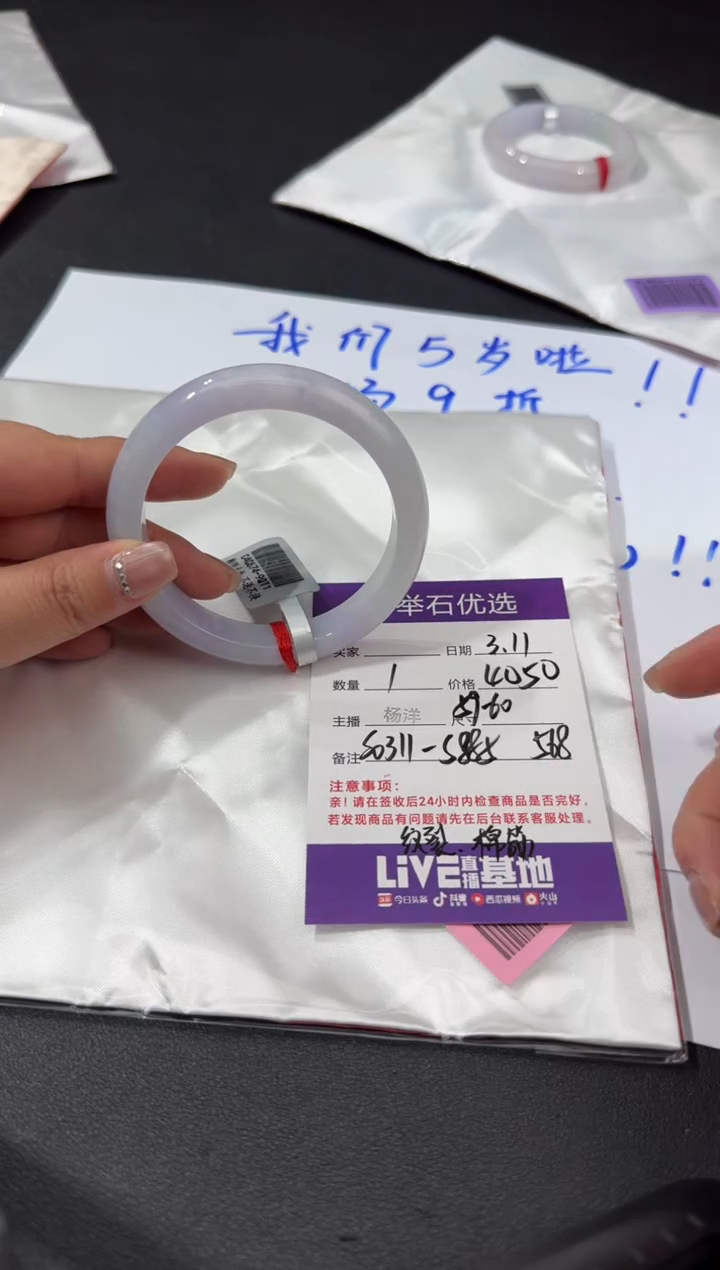 我们5岁啦!!
9折
!!
CAQ274-9011
举石优选
买家 日期 3.11
数量 1 价格 4050
主播 杨洋 尺寸 57-60
备注 S0311-S885 568
注意事项:
亲!请在签收后24小时内检查商品是否完好,
若发现商品有问题请先在后台联系客服处理。
纹裂.棉
LiVE直播基地
今日头条 抖音 西瓜视频 火山